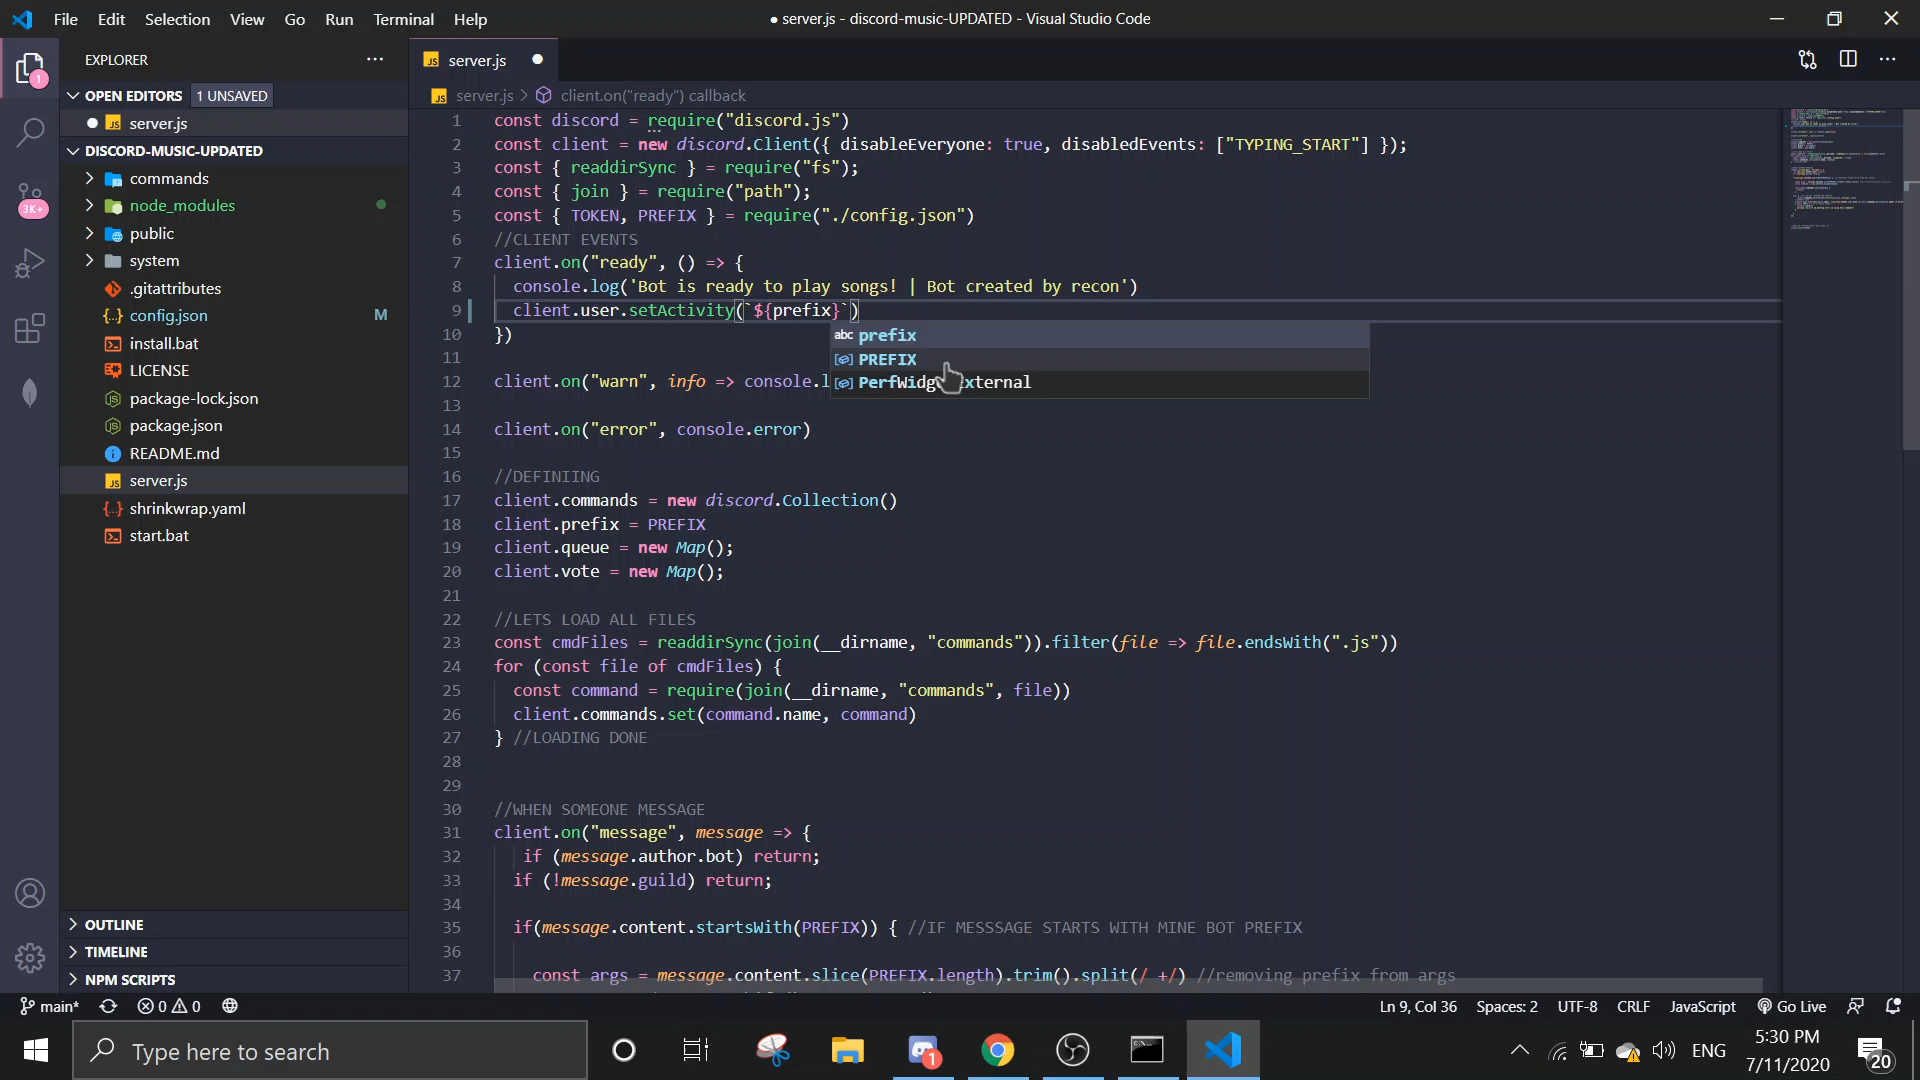 File Edit Selection View Go Run Terminal Help
● server.js - discord-music-UPDATED - Visual Studio Code
EXPLORER
1
OPEN EDITORS 1 UNSAVED
server.js
DISCORD-MUSIC-UPDATED
commands
node_modules
public
system
.gitattributes
config.json M
install.bat
LICENSE
package-lock.json
package.json
README.md
server.js
shrinkwrap.yaml
start.bat
3K+
OUTLINE
TIMELINE
NPM SCRIPTS
JS server.js
JS server.js > client.on("ready") callback
1 const discord = require("discord.js")
2 const client = new discord.Client({ disableEveryone: true, disabledEvents: ["TYPING_START"] });
3 const { readdirSync } = require("fs");
4 const { join } = require("path");
5 const { TOKEN, PREFIX } = require("./config.json")
6 //CLIENT EVENTS
7 client.on("ready", () => {
8 console.log('Bot is ready to play songs! | Bot created by recon')
9 client.user.setActivity(`${prefix}`)
10 })
abc prefix
PREFIX
11
12 client.on("warn", info => console.l
13
14 client.on("error", console.error)
15
16 //DEFINIING
17 client.commands = new discord.Collection()
18 client.prefix = PREFIX
19 client.queue = new Map();
20 client.vote = new Map();
21
22 //LETS LOAD ALL FILES
23 const cmdFiles = readdirSync(join(__dirname, "commands")).filter(file => file.endsWith(".js"))
24 for (const file of cmdFiles) {
25 const command = require(join(__dirname, "commands", file))
26 client.commands.set(command.name, command)
27 } //LOADING DONE
28
29
30 //WHEN SOMEONE MESSAGE
31 client.on("message", message => {
32 if (message.author.bot) return;
33 if (!message.guild) return;
34
35 if(message.content.startsWith(PREFIX)) { //IF MESSSAGE STARTS WITH MINE BOT PREFIX
36
37 const args = message.content.slice(PREFIX.length).trim().split(/ +/) //removing prefix from args
main* 0 0
Ln 9, Col 36 Spaces: 2 UTF-8 CRLF JavaScript Go Live
Type here to search
1
ENG
5:30 PM
7/11/2020
20